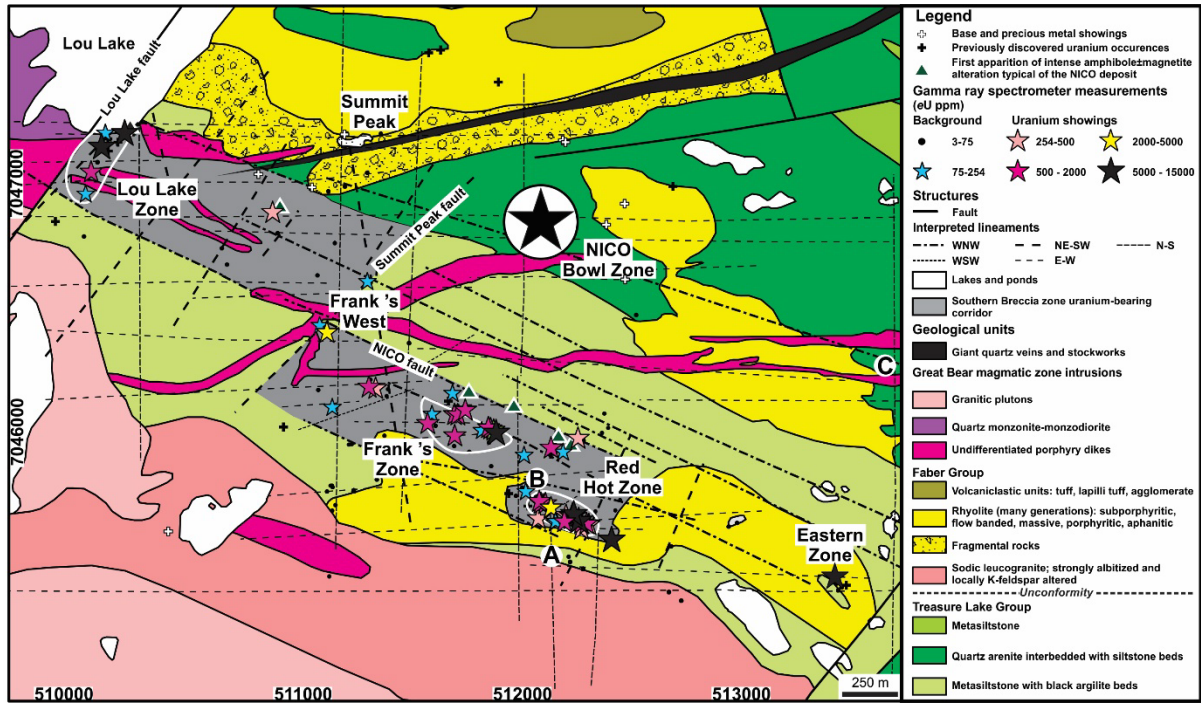 Lou Lake
Lou Lake fault
Summit
Peak
7047000
Lou Lake
Zone
Summit Peak fault
NICO
Bowl Zone
Frank 's
West
NICO fault
C
7046000
Frank 's
Zone
Red
Hot Zone
B
A
Eastern
Zone
510000
511000
512000
513000
250 m
Legend
Base and precious metal showings
Previously discovered uranium occurences
First apparition of intense amphibole±magnetite
alteration typical of the NICO deposit
Gamma ray spectrometer measurements
(eU ppm)
Background
Uranium showings
3-75
254-500
2000-5000
75-254
500 - 2000
5000 - 15000
Structures
Fault
Interpreted lineaments
WNW
NE-SW
N-S
WSW
E-W
Lakes and ponds
Southern Breccia zone uranium-bearing
corridor
Geological units
Giant quartz veins and stockworks
Great Bear magmatic zone intrusions
Granitic plutons
Quartz monzonite-monzodiorite
Undifferentiated porphyry dikes
Faber Group
Volcaniclastic units: tuff, lapilli tuff, agglomerate
Rhyolite (many generations): subporphyritic,
flow banded, massive, porphyritic, aphanitic
Fragmental rocks
Sodic leucogranite; strongly albitized and
locally K-feldspar altered
Unconformity
Treasure Lake Group
Metasiltstone
Quartz arenite interbedded with siltstone beds
Metasiltstone with black argilite beds